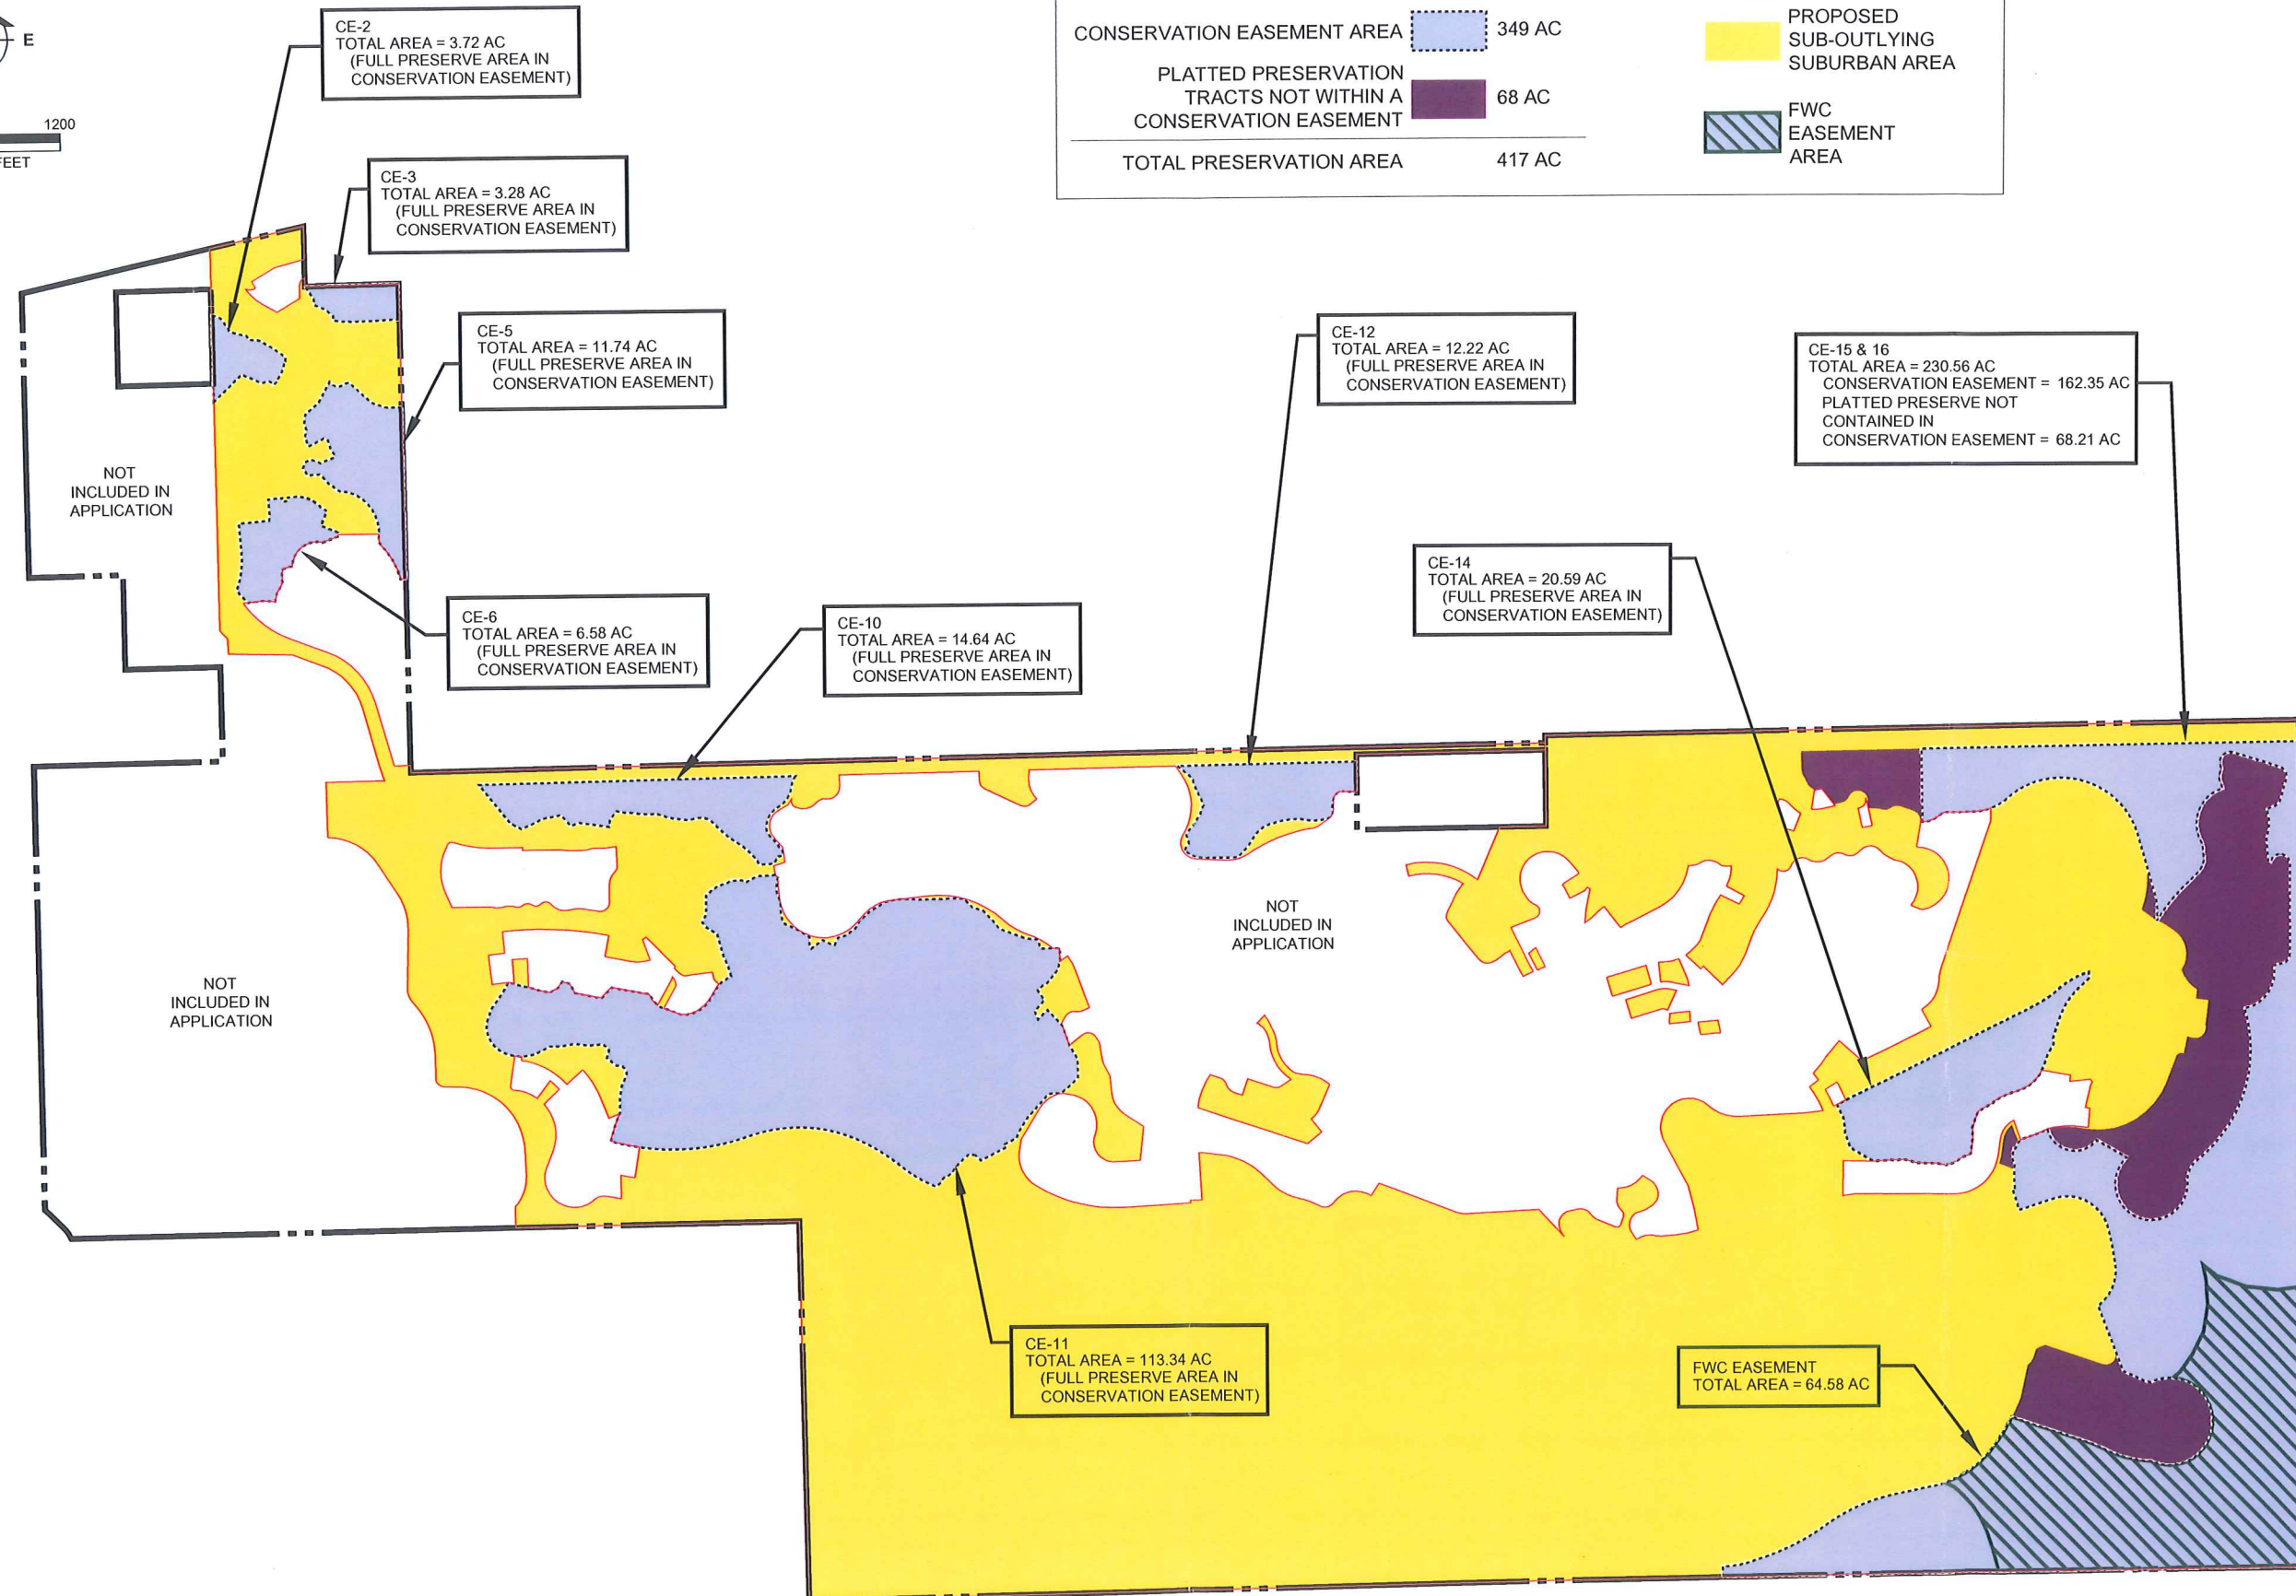 E
1200
FEET
CE-2
TOTAL AREA = 3.72 AC
(FULL PRESERVE AREA IN
CONSERVATION EASEMENT)
CONSERVATION EASEMENT AREA 349 AC
PLATTED PRESERVATION
TRACTS NOT WITHIN A
CONSERVATION EASEMENT
68 AC
TOTAL PRESERVATION AREA 417 AC
PROPOSED
SUB-OUTLYING
SUBURBAN AREA
FWC
EASEMENT
AREA
CE-3
TOTAL AREA = 3.28 AC
(FULL PRESERVE AREA IN
CONSERVATION EASEMENT)
CE-5
TOTAL AREA = 11.74 AC
(FULL PRESERVE AREA IN
CONSERVATION EASEMENT)
CE-12
TOTAL AREA = 12.22 AC
(FULL PRESERVE AREA IN
CONSERVATION EASEMENT)
CE-15 & 16
TOTAL AREA = 230.56 AC
CONSERVATION EASEMENT = 162.35 AC
PLATTED PRESERVE NOT
CONTAINED IN
CONSERVATION EASEMENT = 68.21 AC
NOT
INCLUDED IN
APPLICATION
CE-14
TOTAL AREA = 20.59 AC
(FULL PRESERVE AREA IN
CONSERVATION EASEMENT)
CE-6
TOTAL AREA = 6.58 AC
(FULL PRESERVE AREA IN
CONSERVATION EASEMENT)
CE-10
TOTAL AREA = 14.64 AC
(FULL PRESERVE AREA IN
CONSERVATION EASEMENT)
NOT
INCLUDED IN
APPLICATION
NOT
INCLUDED IN
APPLICATION
CE-11
TOTAL AREA = 113.34 AC
(FULL PRESERVE AREA IN
CONSERVATION EASEMENT)
FWC EASEMENT
TOTAL AREA = 64.58 AC